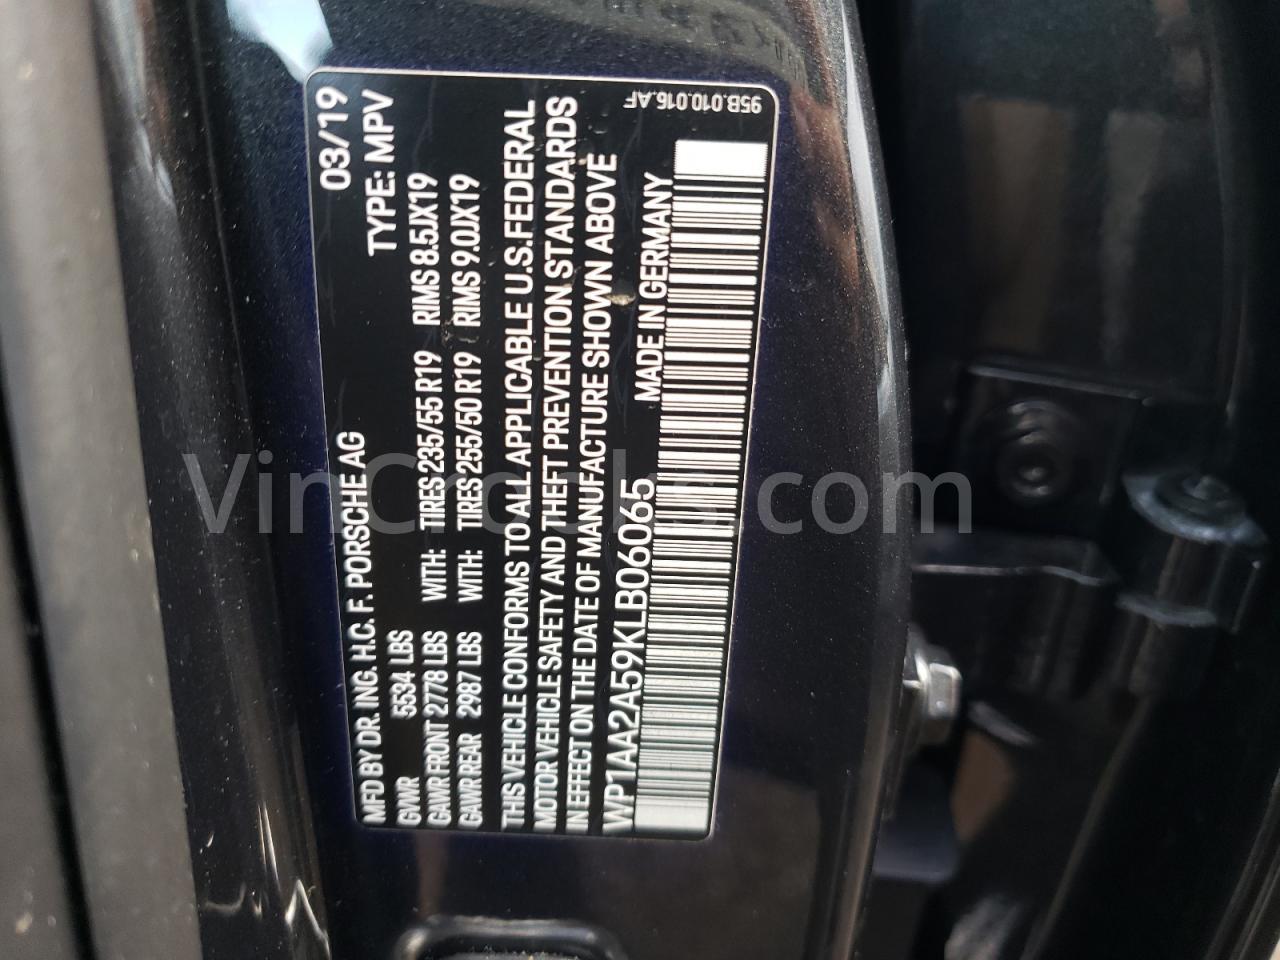 MFD BY DR. ING. H.C. F. PORSCHE AG 03/19
GVWR 5534 LBS TYPE: MPV
GAWR FRONT 2778 LBS WITH: TIRES 235/55 R19 RIMS 8.5JX19
GAWR REAR 2987 LBS WITH: TIRES 255/50 R19 RIMS 9.0JX19
THIS VEHICLE CONFORMS TO ALL APPLICABLE U.S.FEDERAL
MOTOR VEHICLE SAFETY AND THEFT PREVENTION STANDARDS
IN EFFECT ON THE DATE OF MANUFACTURE SHOWN ABOVE
WP1AA2A59KLB06065 MADE IN GERMANY
95B.010.016.AF
VinCrooks.com